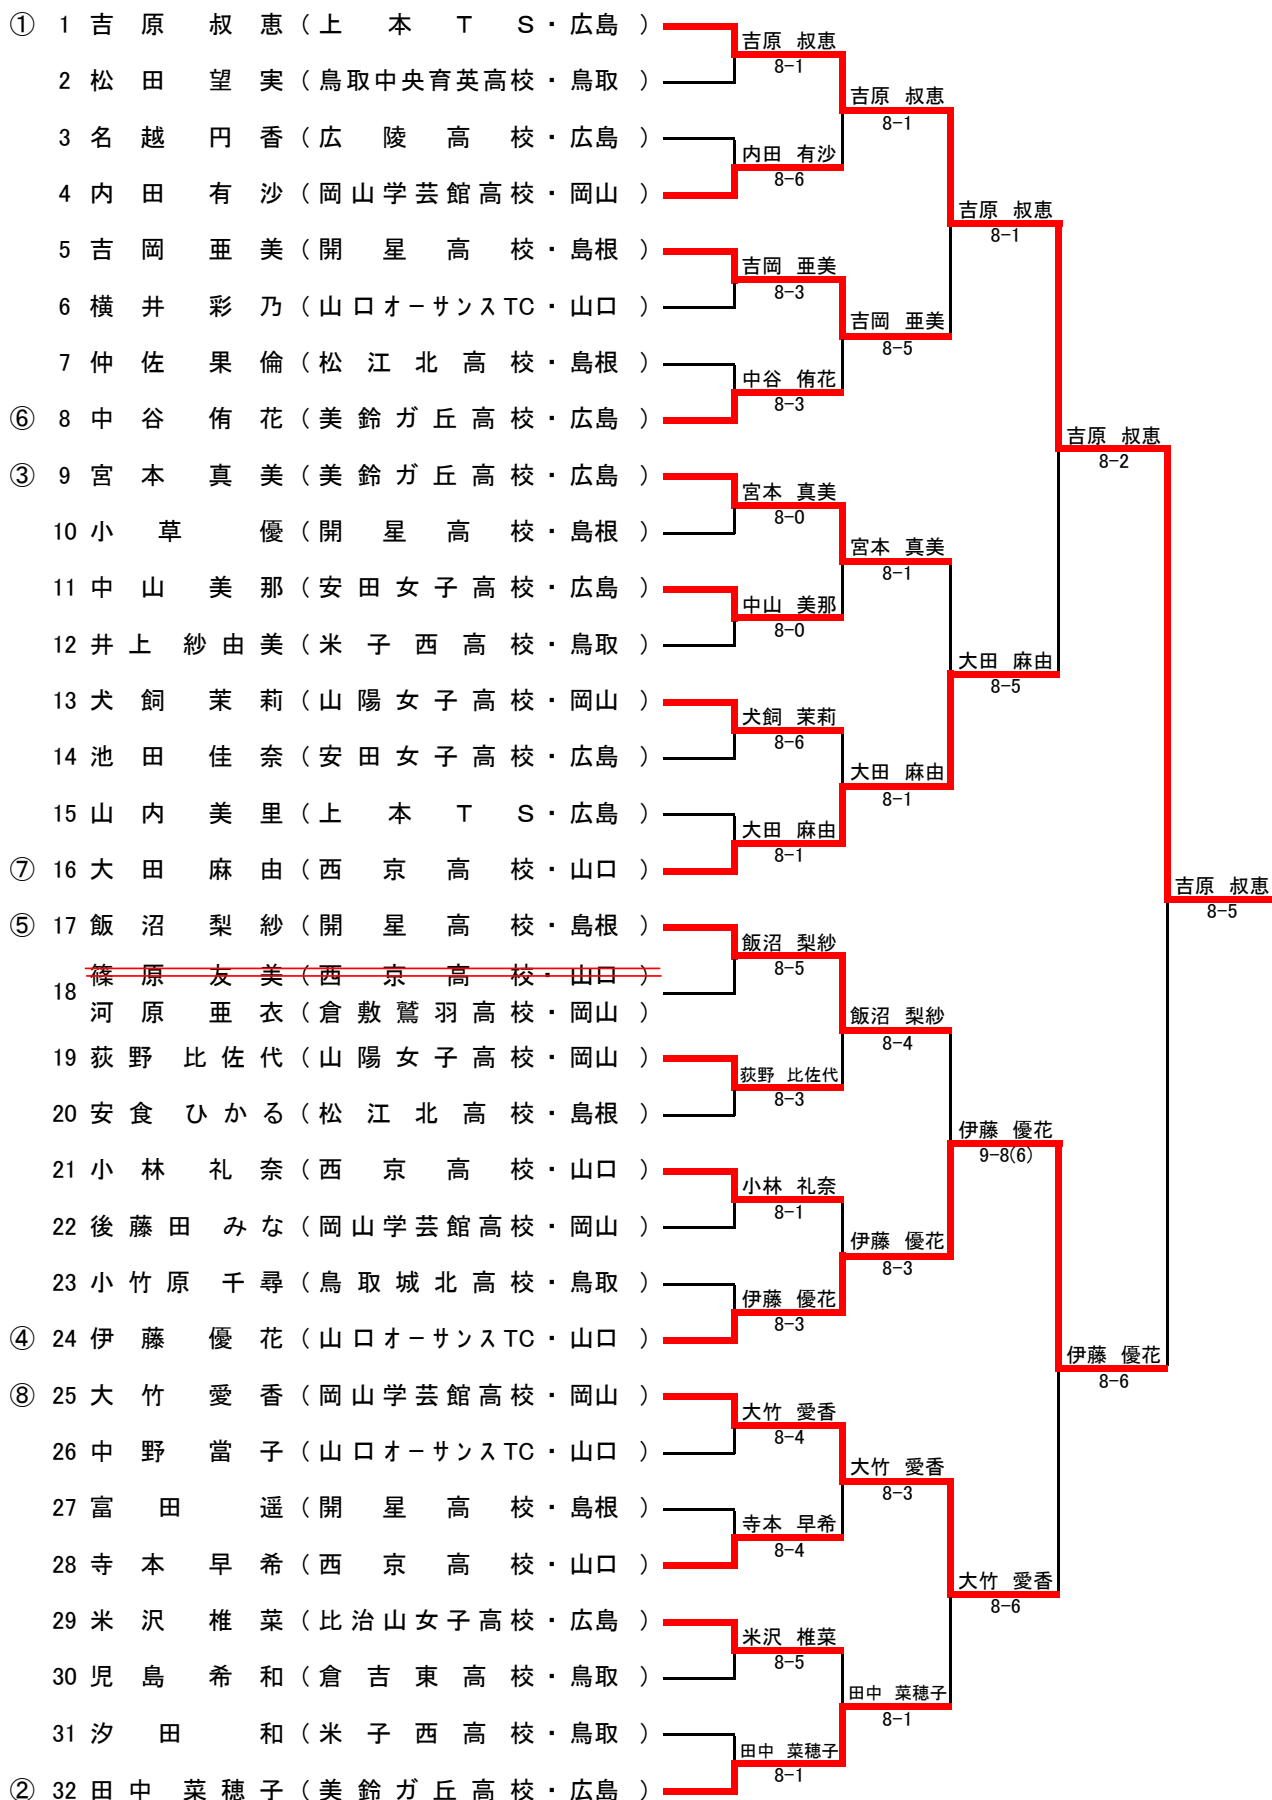 ① 1 吉原 叔恵 (上本TS・広島)
2 松田 望実 (鳥取中央育英高校・鳥取)
3 名越 円香 (広陵高校・広島)
4 内田 有沙 (岡山学芸館高校・岡山)
5 吉岡 亜美 (開星高校・島根)
6 横井 彩乃 (山口オーサンスTC・山口)
7 仲佐 果倫 (松江北高校・島根)
⑥ 8 中谷 侑花 (美鈴ガ丘高校・広島)
③ 9 宮本 真美 (美鈴ガ丘高校・広島)
10 小草 優 (開星高校・島根)
11 中山 美那 (安田女子高校・広島)
12 井上 紗由美 (米子西高校・鳥取)
13 犬飼 茉莉 (山陽女子高校・岡山)
14 池田 佳奈 (安田女子高校・広島)
15 山内 美里 (上本TS・広島)
⑦ 16 大田 麻由 (西京高校・山口)
⑤ 17 飯沼 梨紗 (開星高校・島根)
篠原 友美 (西京高校・山口)
18
河原 亜衣 (倉敷鷲羽高校・岡山)
19 荻野 比佐代 (山陽女子高校・岡山)
20 安食 ひかる (松江北高校・島根)
21 小林 礼奈 (西京高校・山口)
22 後藤田 みな (岡山学芸館高校・岡山)
23 小竹原 千尋 (鳥取城北高校・鳥取)
④ 24 伊藤 優花 (山口オーサンスTC・山口)
⑧ 25 大竹 愛香 (岡山学芸館高校・岡山)
26 中野 當子 (山口オーサンスTC・山口)
27 富田 遥 (開星高校・島根)
28 寺本 早希 (西京高校・山口)
29 米沢 椎菜 (比治山女子高校・広島)
30 児島 希和 (倉吉東高校・鳥取)
31 汐田 和 (米子西高校・鳥取)
② 32 田中 菜穂子 (美鈴ガ丘高校・広島)
吉原 叔恵
8-1
内田 有沙
8-6
吉岡 亜美
8-3
中谷 侑花
8-3
宮本 真美
8-0
中山 美那
8-0
犬飼 茉莉
8-6
大田 麻由
8-1
飯沼 梨紗
8-5
荻野 比佐代
8-3
小林 礼奈
8-1
伊藤 優花
8-3
大竹 愛香
8-4
寺本 早希
8-4
米沢 椎菜
8-5
田中 菜穂子
8-1
吉原 叔恵
8-1
吉岡 亜美
8-5
宮本 真美
8-1
大田 麻由
8-1
飯沼 梨紗
8-4
伊藤 優花
8-3
大竹 愛香
8-3
田中 菜穂子
8-1
吉原 叔恵
8-1
大田 麻由
8-5
伊藤 優花
9-8(6)
大竹 愛香
8-6
吉原 叔恵
8-2
伊藤 優花
8-6
吉原 叔恵
8-5